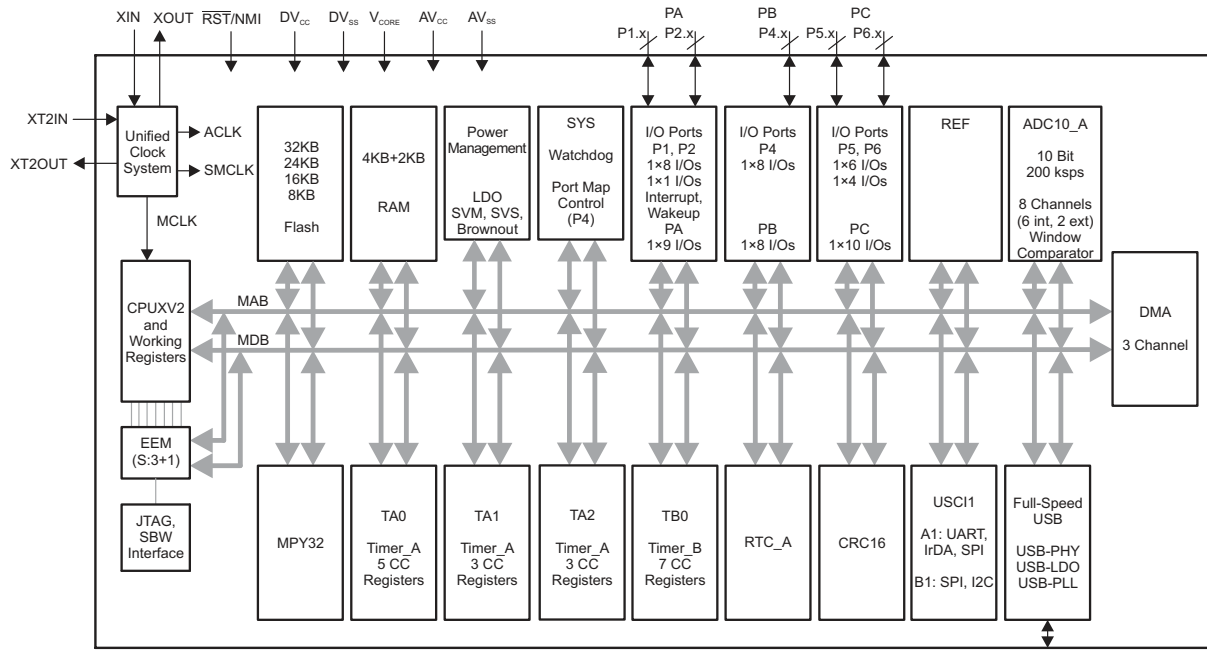 XIN XOUT RST/NMI DVCC DVSS VCORE AVCC AVSS PA PB PC
P1.x P2.x P4.x P5.x P6.x
XT2IN
XT2OUT
Unified
Clock
System
ACLK
SMCLK
MCLK
32KB
24KB
16KB
8KB
Flash
4KB+2KB
RAM
Power
Management
LDO
SVM, SVS,
Brownout
SYS
Watchdog
Port Map
Control
(P4)
I/O Ports
P1, P2
1×8 I/Os
1×1 I/Os
Interrupt,
Wakeup
PA
1×9 I/Os
I/O Ports
P4
1×8 I/Os
PB
1×8 I/Os
I/O Ports
P5, P6
1×6 I/Os
1×4 I/Os
PC
1×10 I/Os
REF
ADC10_A
10 Bit
200 ksps
8 Channels
(6 int, 2 ext)
Window
Comparator
CPUXV2
and
Working
Registers
MAB
MDB
DMA
3 Channel
EEM
(S:3+1)
JTAG,
SBW
Interface
MPY32
TA0
Timer_A
5 CC
Registers
TA1
Timer_A
3 CC
Registers
TA2
Timer_A
3 CC
Registers
TB0
Timer_B
7 CC
Registers
RTC_A
CRC16
USCI1
A1: UART,
IrDA, SPI
B1: SPI, I2C
Full-Speed
USB
USB-PHY
USB-LDO
USB-PLL